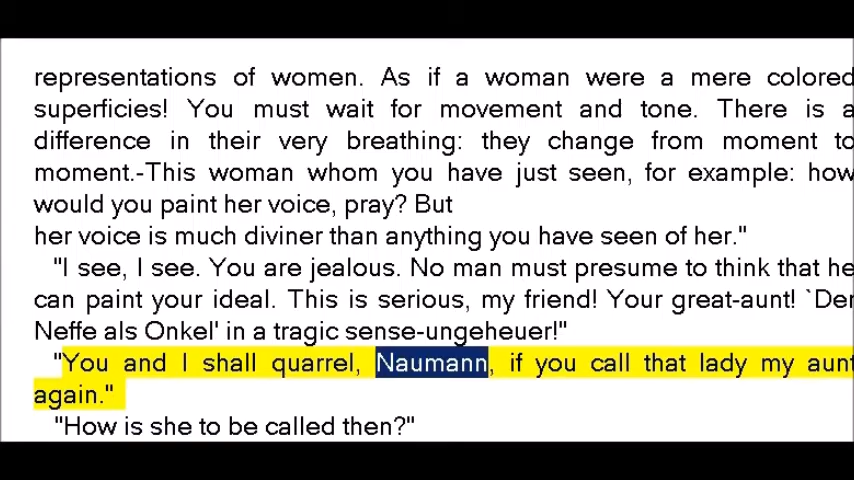 representations of women. As if a woman were a mere colored
superficies! You must wait for movement and tone. There is a
difference in their very breathing: they change from moment to
moment.-This woman whom you have just seen, for example: how
would you paint her voice, pray? But
her voice is much diviner than anything you have seen of her."
"I see, I see. You are jealous. No man must presume to think that he
can paint your ideal. This is serious, my friend! Your great-aunt! `Der
Neffe als Onkel' in a tragic sense-ungeheuer!"
"You and I shall quarrel, Naumann, if you call that lady my aunt
again."
"How is she to be called then?"